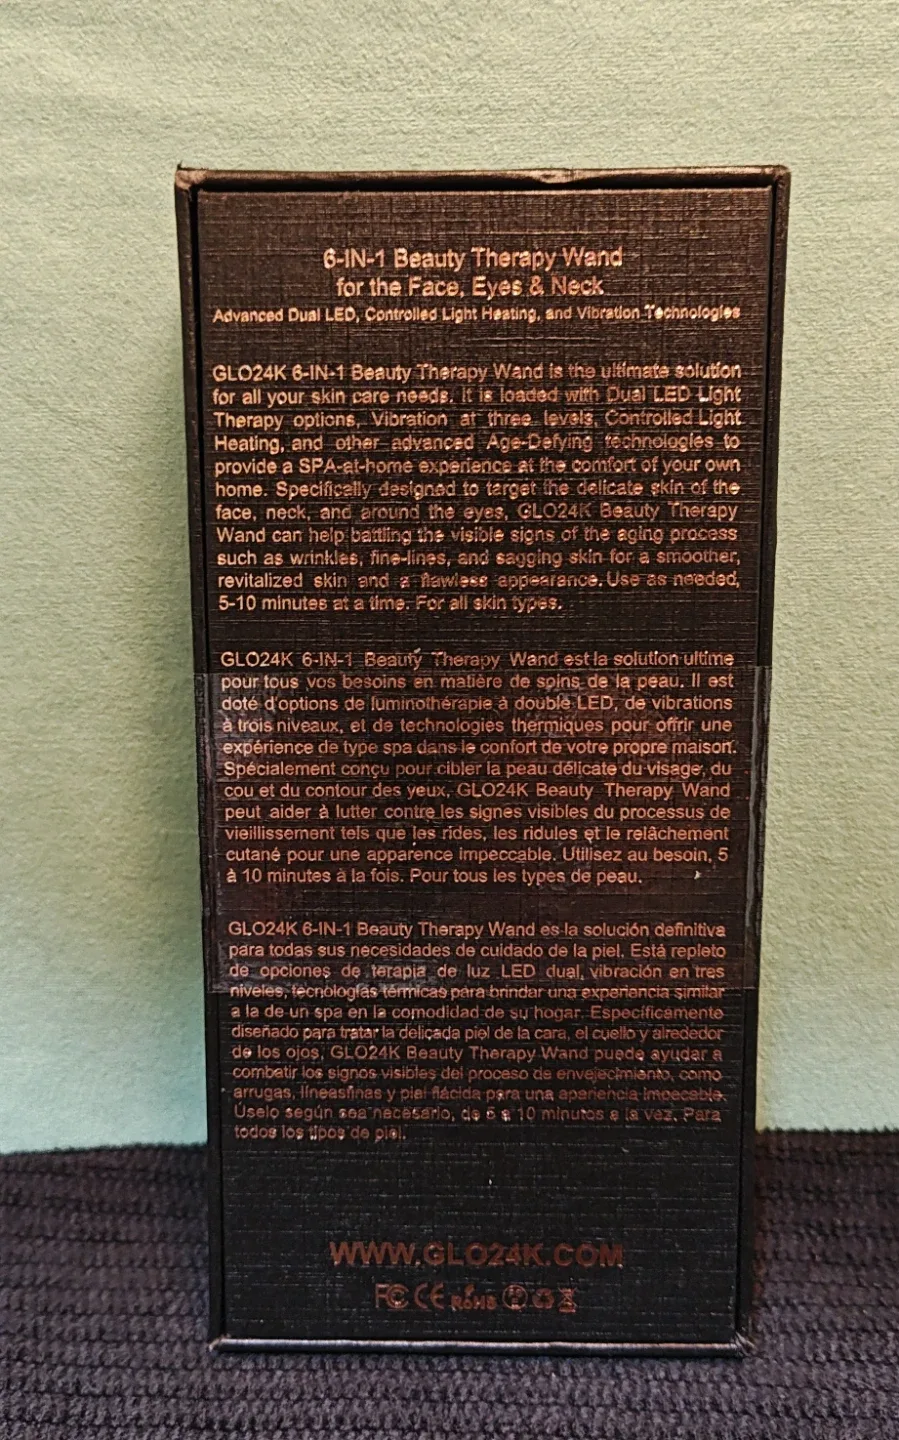 6-IN-1 Beauty Therapy Wand
for the Face, Eyes & Neck
Advanced Dual LED, Controlled Light Heating, and Vibration Technologies
GLO24K 6-IN-1 Beauty Therapy Wand is the ultimate solution
for all your skin care needs. It is loaded with Dual LED Light
Therapy options, Vibration at three levels, Controlled Light
Heating, and other advanced Age-Defying technologies to
provide a SPA-at-home experience at the comfort of your own
home. Specifically designed to target the delicate skin of the
face, neck, and around the eyes, GLO24K Beauty Therapy
Wand can help battling the visible signs of the aging process
such as wrinkles, fine-lines, and sagging skin for a smoother,
revitalized skin and a flawless appearance. Use as needed,
5-10 minutes at a time. For all skin types.
GLO24K 6-IN-1 Beauty Therapy Wand est la solution ultime
pour tous vos besoins en matière de soins de la peau. Il est
doté d'options de luminothérapie à double LED, de vibrations
à trois niveaux, et de technologies thermiques pour offrir une
expérience de type spa dans le confort de votre propre maison.
Spécialement conçu pour cibler la peau délicate du visage, du
cou et du contour des yeux, GLO24K Beauty Therapy Wand
peut aider à lutter contre les signes visibles du processus de
vieillissement tels que les rides, les ridules et le relâchement
cutané pour une apparence impeccable. Utilisez au besoin, 5
à 10 minutes à la fois. Pour tous les types de peau.
GLO24K 6-IN-1 Beauty Therapy Wand es la solución definitiva
para todas sus necesidades de cuidado de la piel. Está repleto
de opciones de terapia de luz LED dual, vibración en tres
niveles, tecnologías térmicas para brindar una experiencia similar
a la de un spa en la comodidad de su hogar. Específicamente
diseñado para tratar la delicada piel de la cara, el cuello y alrededor
de los ojos, GLO24K Beauty Therapy Wand puede ayudar a
combatir los signos visibles del proceso de envejecimiento, como
arrugas, líneasfinas y piel flácida para una apariencia impecable.
Úselo según sea necesario, de 5 a 10 minutos a la vez. Para
todos los tipos de piel.
WWW.GLO24K.COM
FC CE RoHS